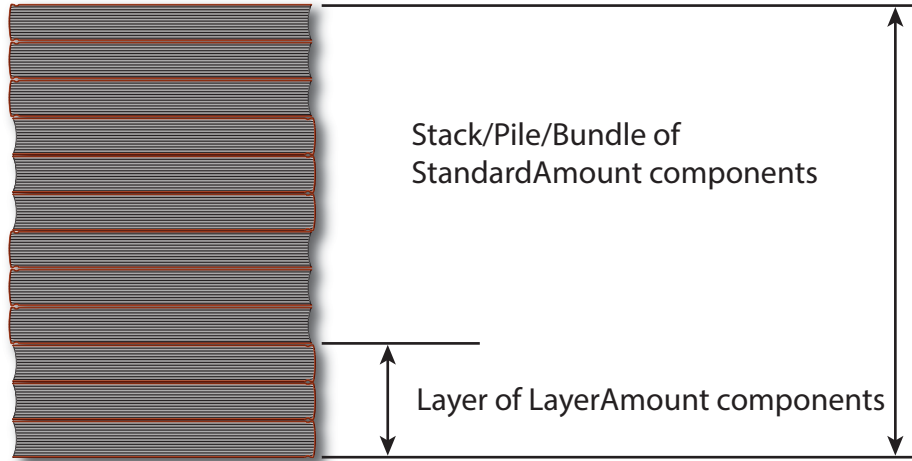 Stack/Pile/Bundle of
StandardAmount components
Layer of LayerAmount components